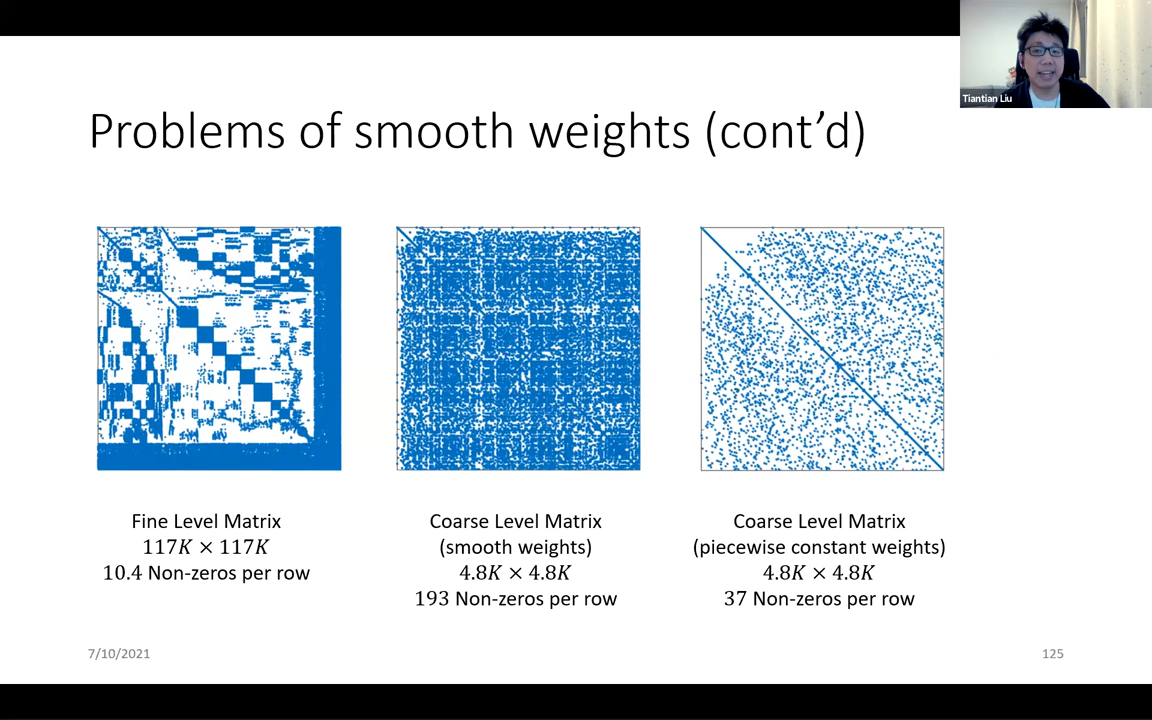 Tiantian Liu
Problems of smooth weights (cont’d)
Fine Level Matrix
117K × 117K
10.4 Non-zeros per row
Coarse Level Matrix
(smooth weights)
4.8K × 4.8K
193 Non-zeros per row
Coarse Level Matrix
(piecewise constant weights)
4.8K × 4.8K
37 Non-zeros per row
7/10/2021
125